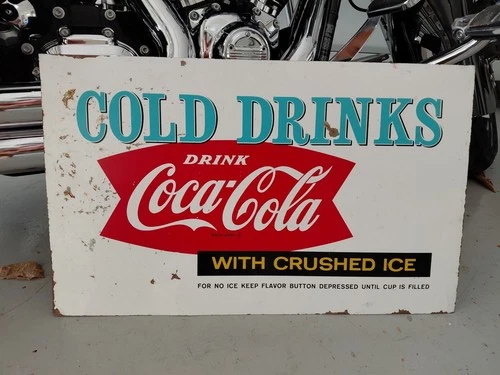 COLD DRINKS
DRINK
Coca-Cola
WITH CRUSHED ICE
FOR NO ICE KEEP FLAVOR BUTTON DEPRESSED UNTIL CUP IS FILLED